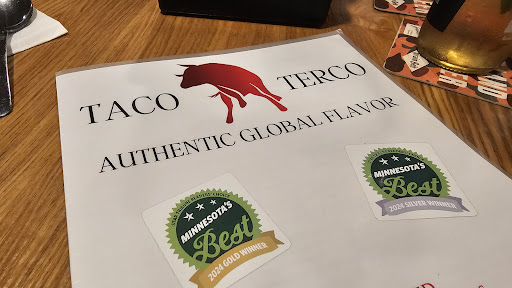 TACO TERCO
AUTHENTIC GLOBAL FLAVOR
MINNESOTA'S
Best
2024 GOLD WINNER
MINNESOTA'S
Best
2024 SILVER WINNER